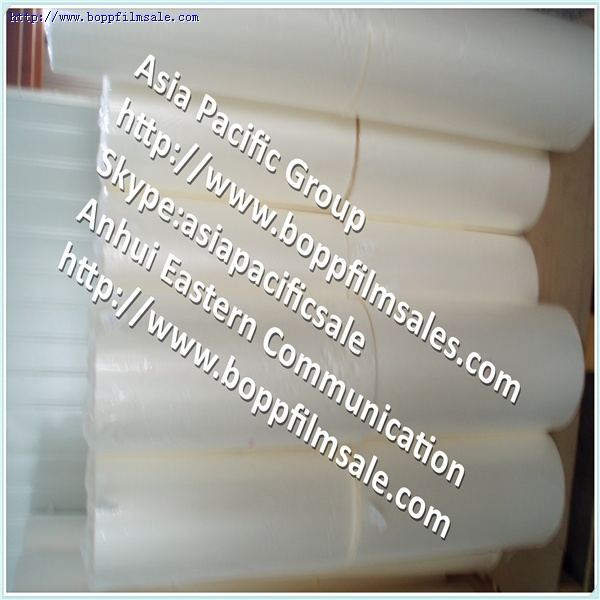 http://www.boppfilmsale.com
Asia Pacific Group
http://www.boppfilmsales.com
Skype:asiapacificsale
Anhui Eastern Communication
http://www.boppfilmsale.com